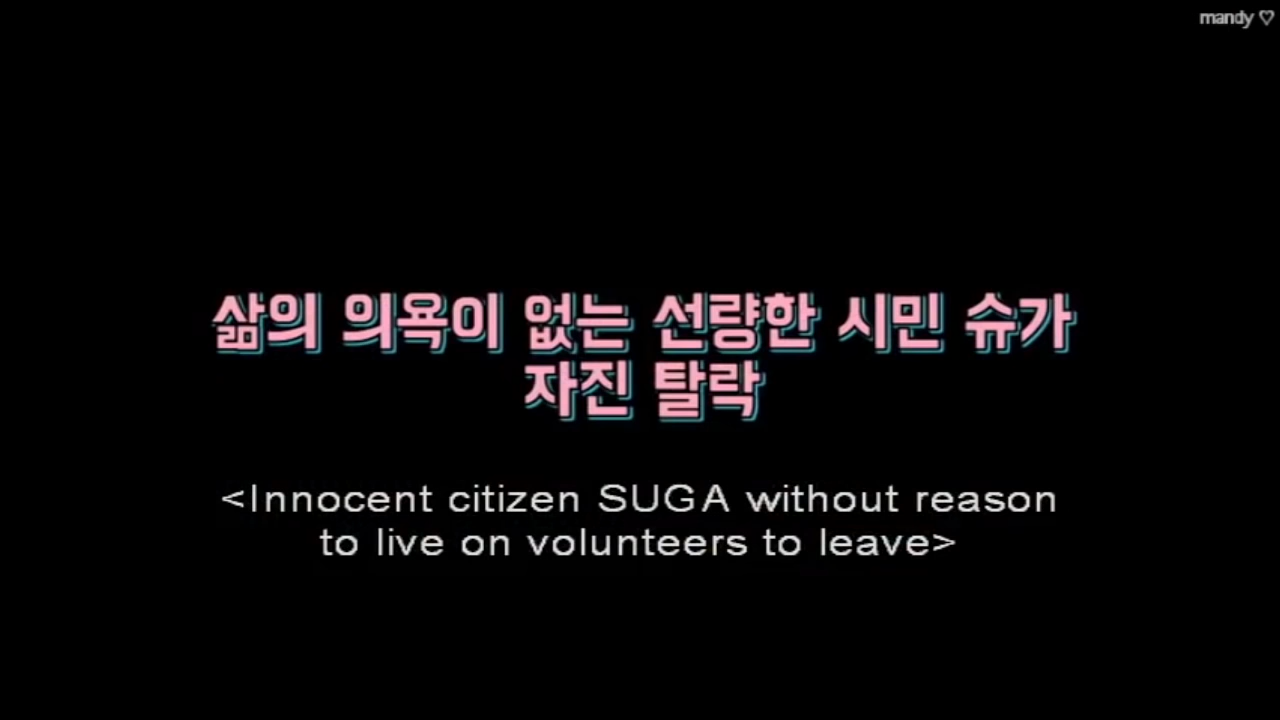 mandy ♡
삶의 의욕이 없는 선량한 시민 슈가
자진 탈락
<Innocent citizen SUGA without reason
to live on volunteers to leave>